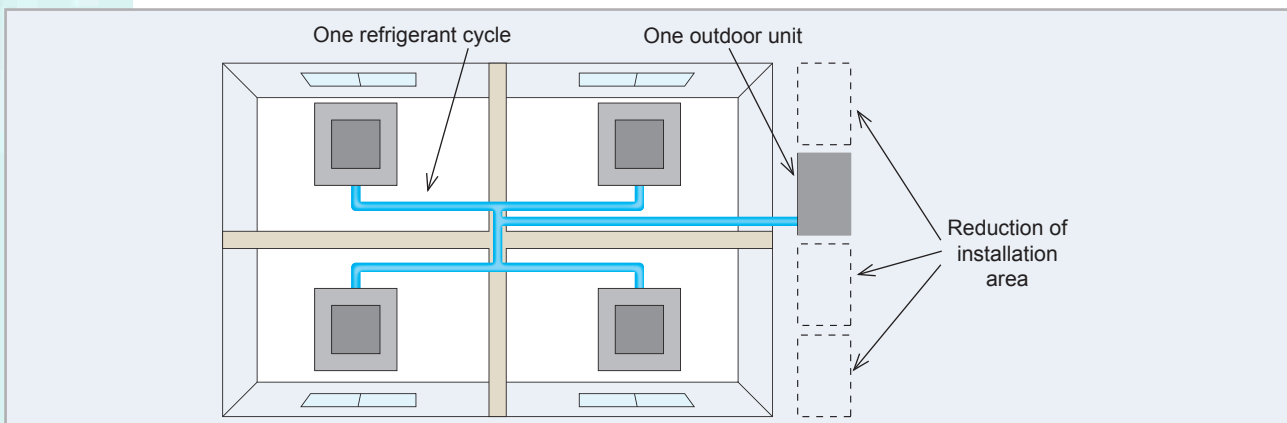 One refrigerant cycle
One outdoor unit
Reduction of
installation
area